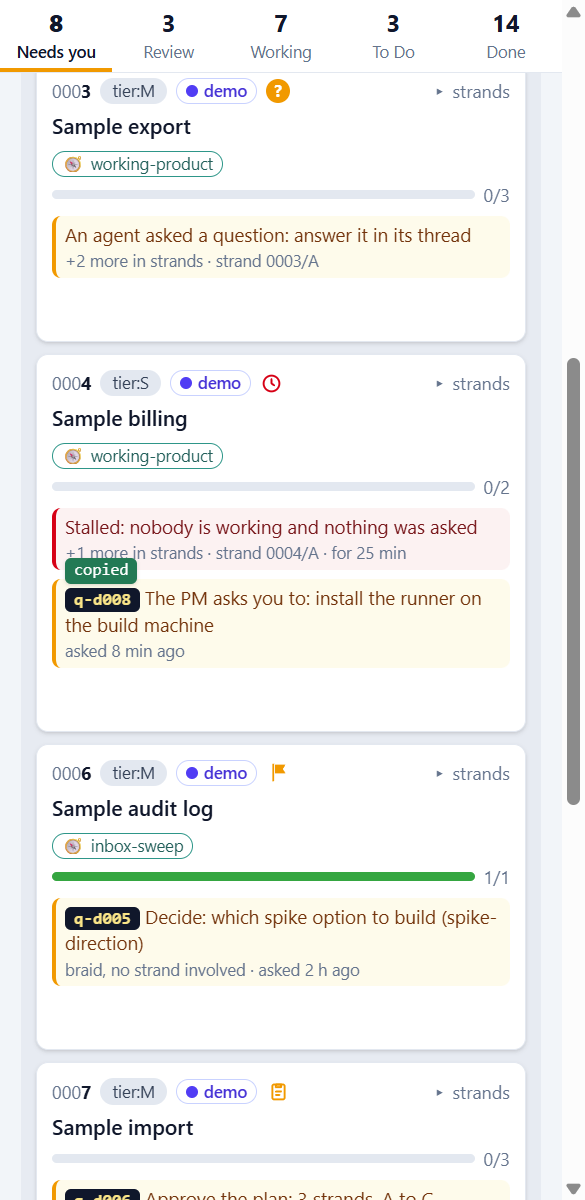 8 3 7 3 14
Needs you Review Working To Do Done
0003 tier:M demo ? ▸ strands
Sample export
working-product
0/3
An agent asked a question: answer it in its thread
+2 more in strands · strand 0003/A
0004 tier:S demo ▸ strands
Sample billing
working-product
0/2
Stalled: nobody is working and nothing was asked
+1 more in strands · strand 0004/A · for 25 min
copied
q-d008 The PM asks you to: install the runner on
the build machine
asked 8 min ago
0006 tier:M demo ▸ strands
Sample audit log
inbox-sweep
1/1
q-d005 Decide: which spike option to build (spike-
direction)
braid, no strand involved · asked 2 h ago
0007 tier:M demo ▸ strands
Sample import
0/3
q-d006 Approve the plan: 3 strands, A to C